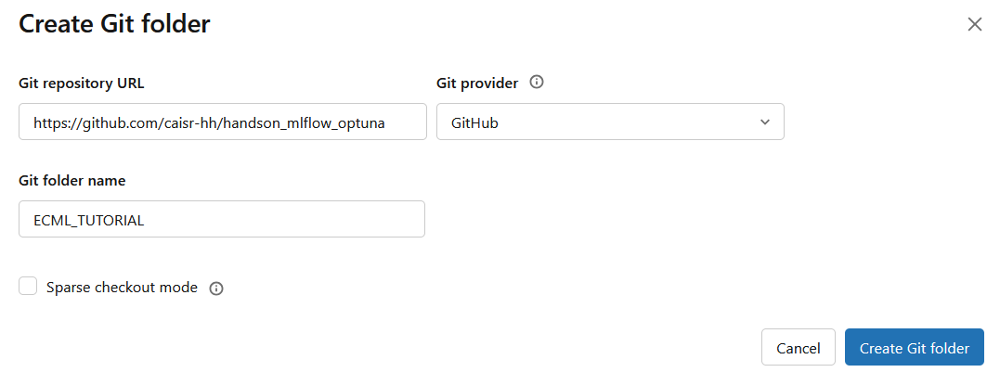 Create Git folder
Git repository URL
Git provider
https://github.com/caisr-hh/handson_mlflow_optuna
GitHub
Git folder name
ECML_TUTORIAL
Sparse checkout mode
Cancel
Create Git folder